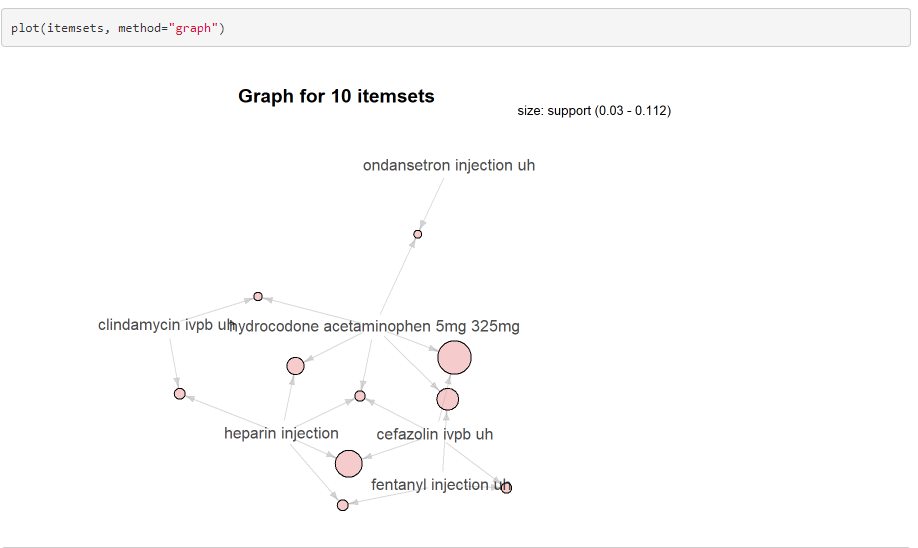 plot(itemsets, method="graph")
Graph for 10 itemsets
size: support (0.03 - 0.112)
ondansetron injection uh
clindamycin ivpb uh
hydrocodone acetaminophen 5mg 325mg
heparin injection
cefazolin ivpb uh
fentanyl injection uh